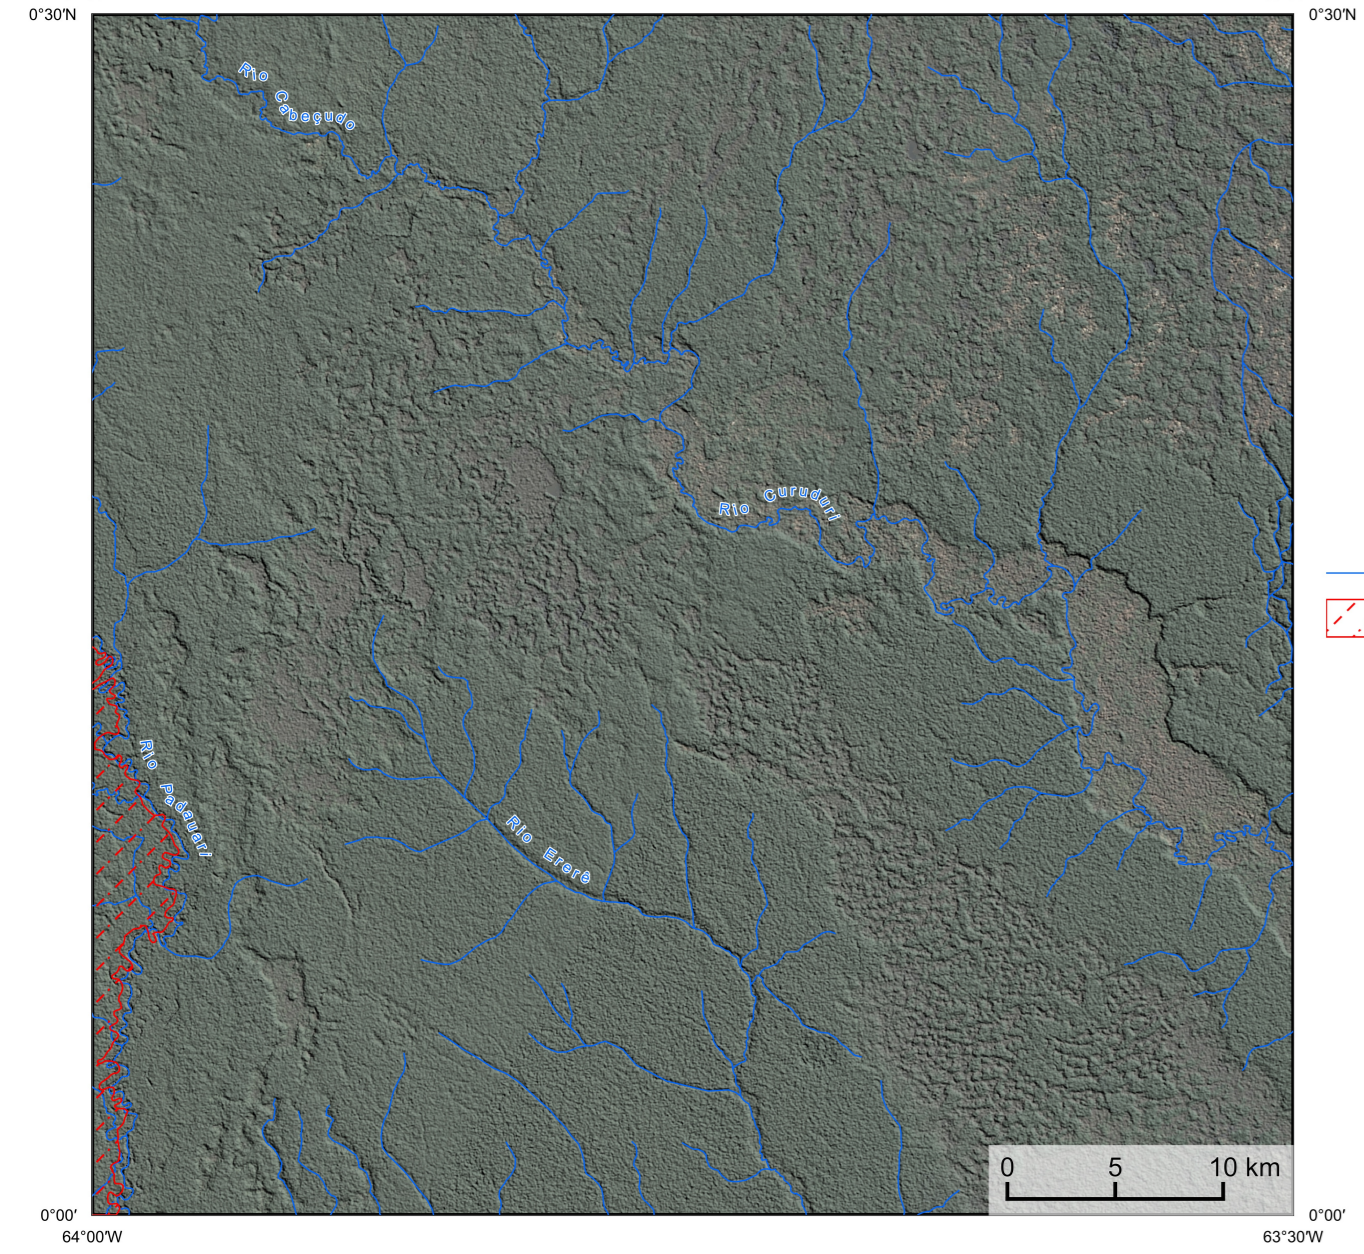 0°30′N
0°30′N
Rio Cabeçudo
Rio Curuduri
Rio Padauari
Rio Ererê
0 5 10 km
0°00′
0°00′
64°00′W
63°30′W